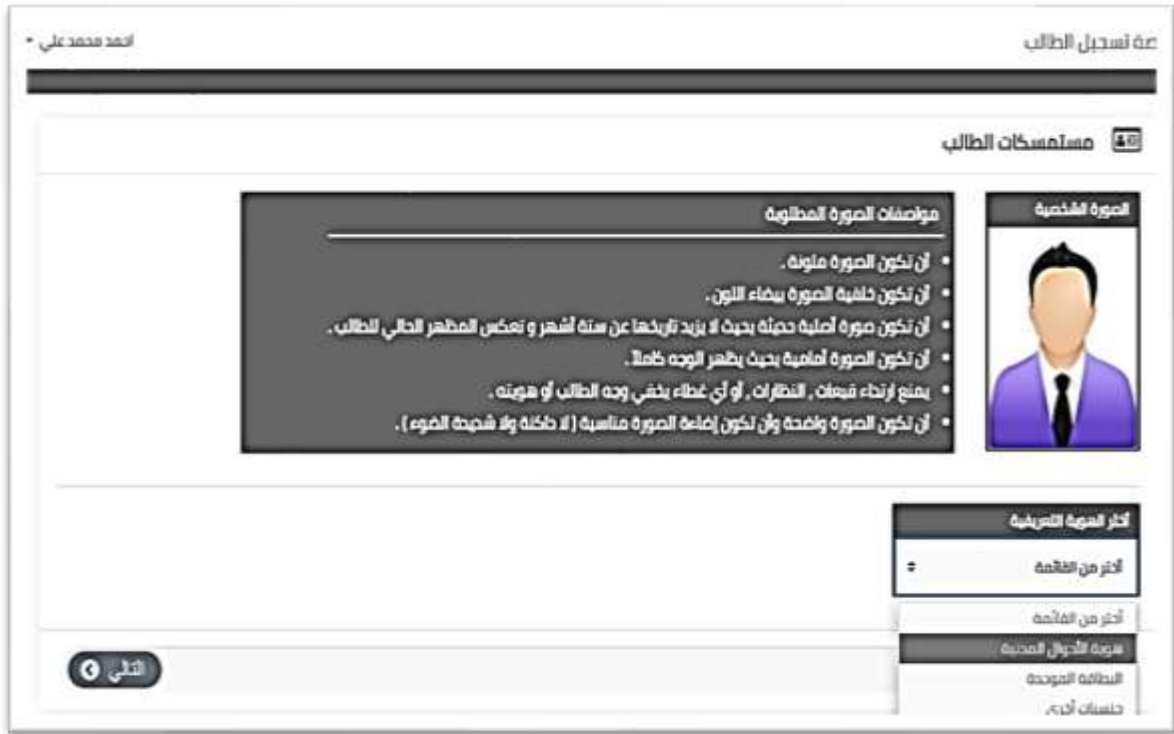 صة تسجيل الطالب
احمد محمد علي
مستمسكات الطالب
الصورة الشخصية
مواصفات الصورة المطلوبة
أن تكون الصورة ملونة .
أن تكون خلفية الصورة بيضاء اللون .
أن تكون صورة أصلية حديثة بحيث لا يزيد تاريخها عن ستة أشهر و تعكس المظهر الحالي للطالب .
أن تكون الصورة أمامية بحيث يظهر الوجه كاملاً .
يمنع ارتداء قبعات , النظارات , أو أي غطاء يخفي وجه الطالب أو هويته .
أن تكون الصورة واضحة وأن تكون إضاءة الصورة مناسبة ( لا داكنة ولا شديدة الضوء ) .
أختر الهوية التعريفية
أختر من القائمة
أختر من القائمة
هوية الأحوال المدنية
البطاقة الموحدة
جنسيات أخرى
التالي